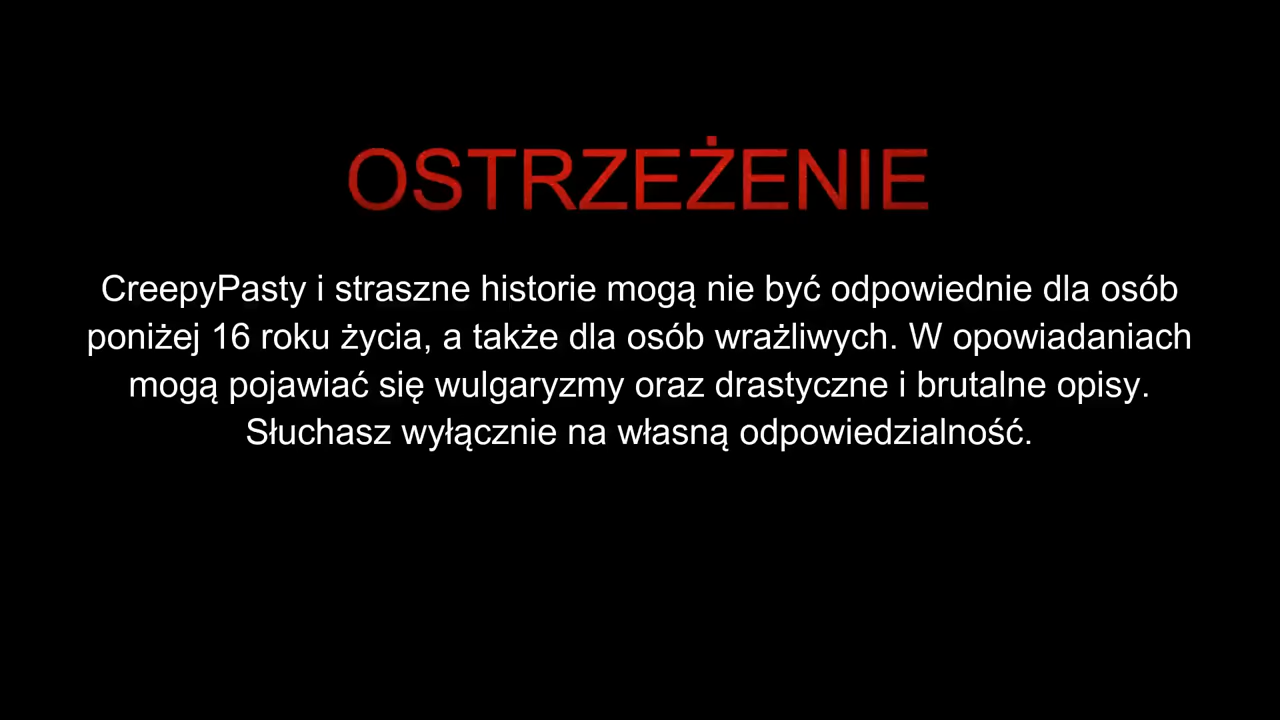 OSTRZEŻENIE
CreepyPasty i straszne historie mogą nie być odpowiednie dla osób
poniżej 16 roku życia, a także dla osób wrażliwych. W opowiadaniach
mogą pojawiać się wulgaryzmy oraz drastyczne i brutalne opisy.
Słuchasz wyłącznie na własną odpowiedzialność.